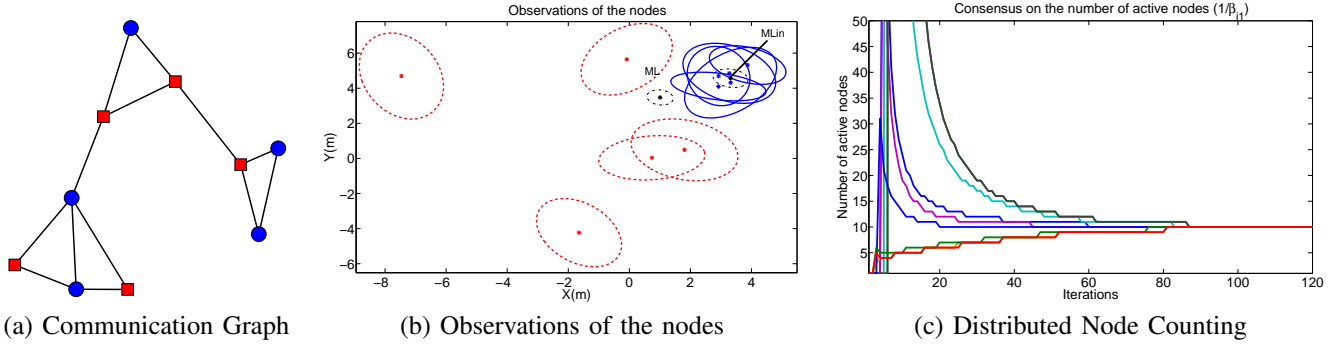 Observations of the nodes
Y(m)
6
4
2
0
−2
−4
−6
ML
MLin
−8 −6 −4 −2 0 2 4
X(m)
Consensus on the number of active nodes (1/βi1)
Number of active nodes
50
45
40
35
30
25
20
15
10
5
20 40 60 80 100 120
Iterations
(a) Communication Graph
(b) Observations of the nodes
(c) Distributed Node Counting